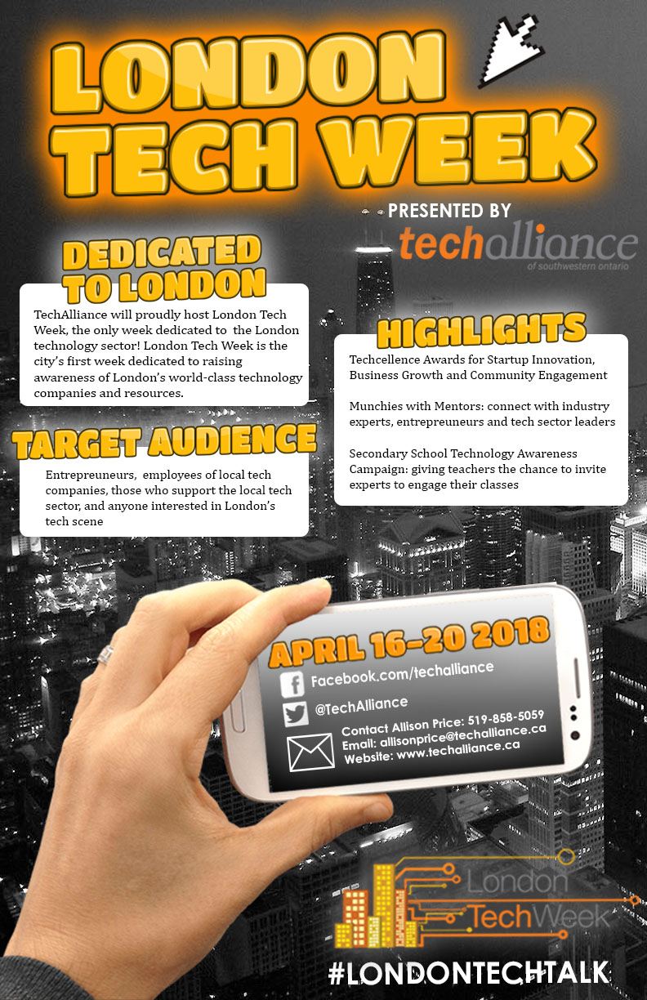 LONDON
TECH WEEK
PRESENTED BY
techalliance
of southwestern ontario
DEDICATED
TO LONDON
TechAlliance will proudly host London Tech
Week, the only week dedicated to the London
technology sector! London Tech Week is the
city's first week dedicated to raising
awareness of London's world-class technology
companies and resources.
TARGET AUDIENCE
Entrepreuneurs, employees of local tech
companies, those who support the local tech
sector, and anyone interested in London's
tech scene
HIGHLIGHTS
Techcellence Awards for Startup Innovation,
Business Growth and Community Engagement
Munchies with Mentors: connect with industry
experts, entrepreuneurs and tech sector leaders
Secondary School Technology Awareness
Campaign: giving teachers the chance to invite
experts to engage their classes
APRIL 16-20 2018
Facebook.com/techalliance
@TechAlliance
Contact Allison Price: 519-858-5059
Email: allisonprice@techalliance.ca
Website: www.techalliance.ca
London
TechWeek
#LONDONTECHTALK